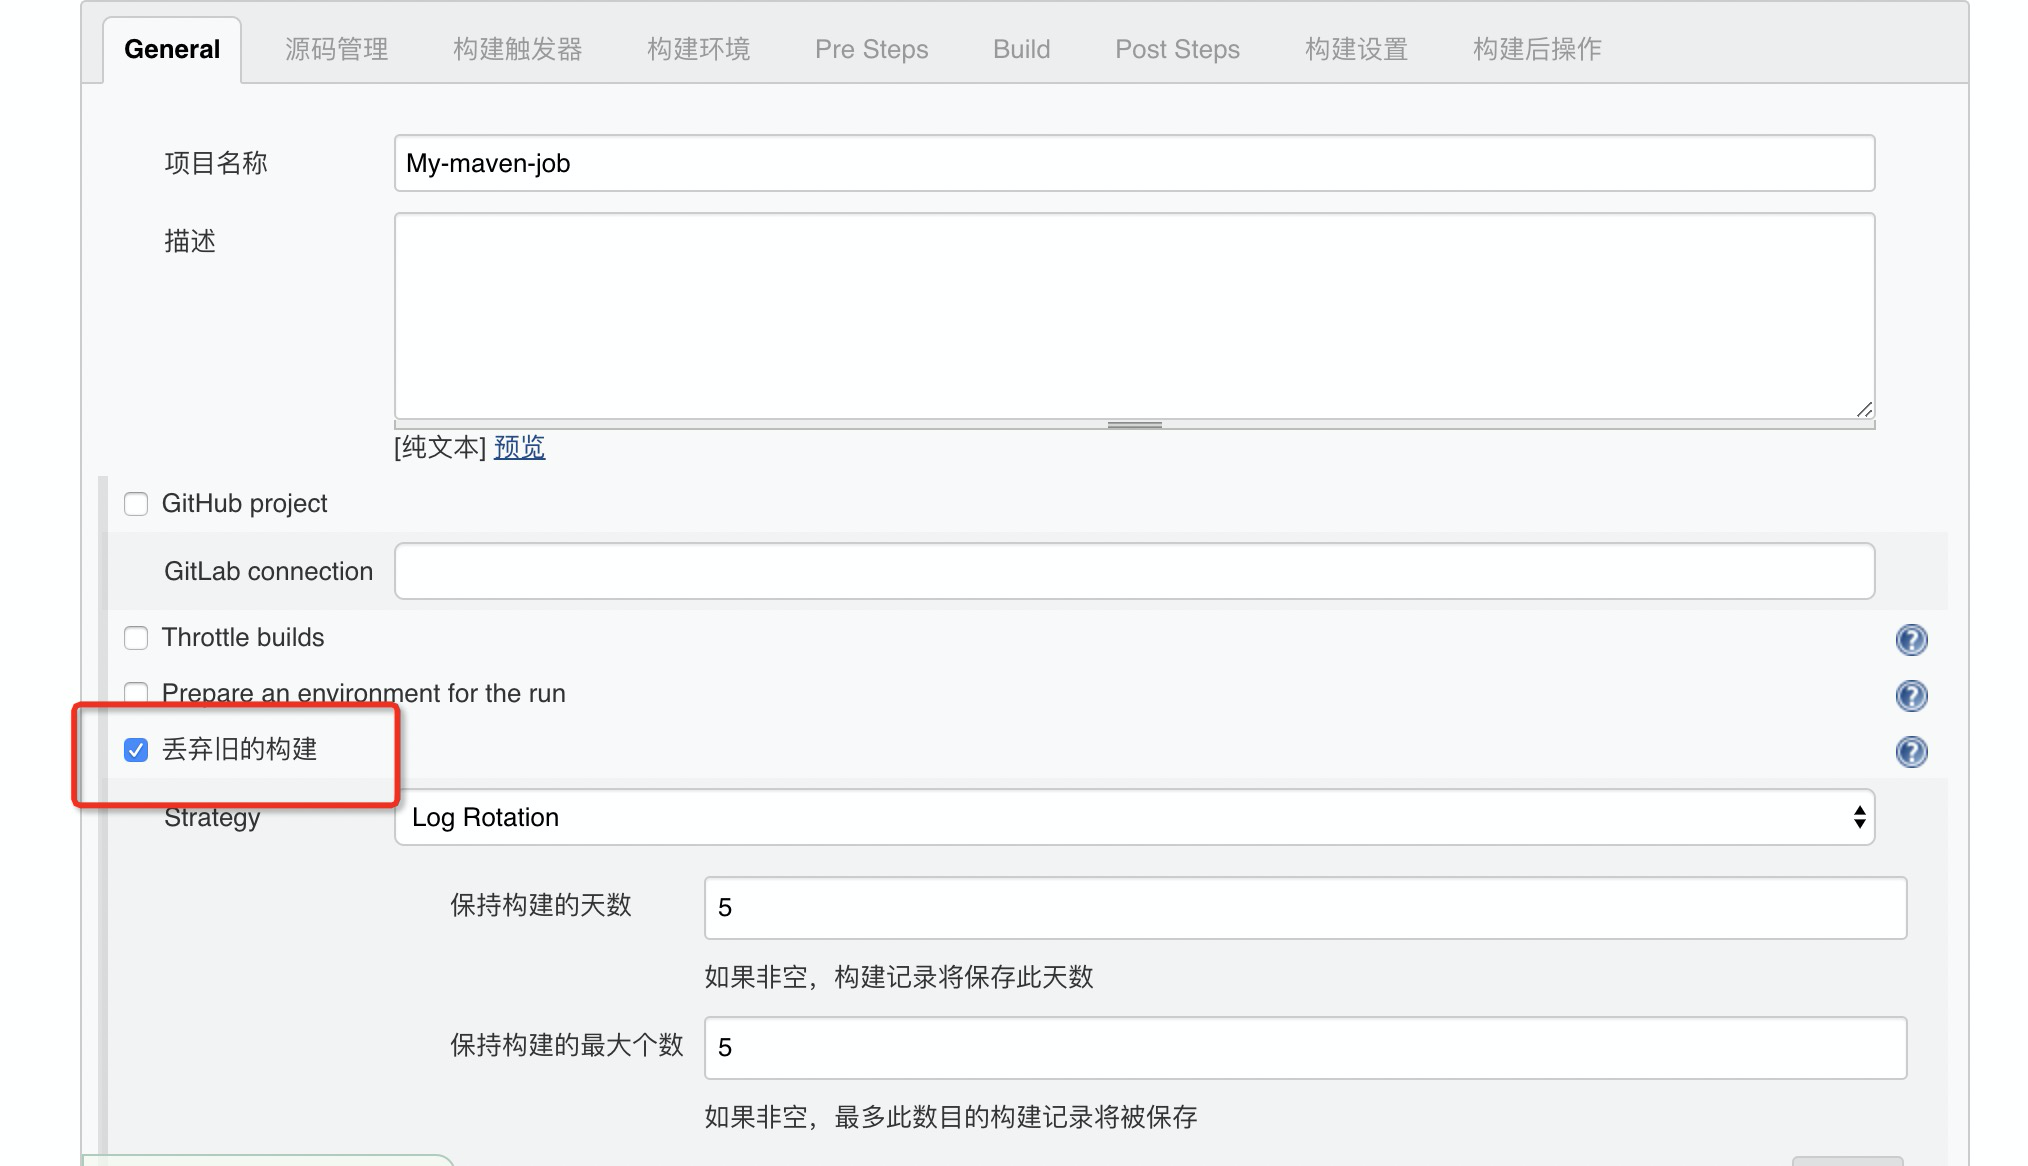 General 源码管理 构建触发器 构建环境 Pre Steps Build Post Steps 构建设置 构建后操作
项目名称 My-maven-job
描述
[纯文本] 预览
GitHub project
GitLab connection
Throttle builds
Prepare an environment for the run
丢弃旧的构建
Strategy Log Rotation
保持构建的天数 5
如果非空，构建记录将保存此天数
保持构建的最大个数 5
如果非空，最多此数目的构建记录将被保存